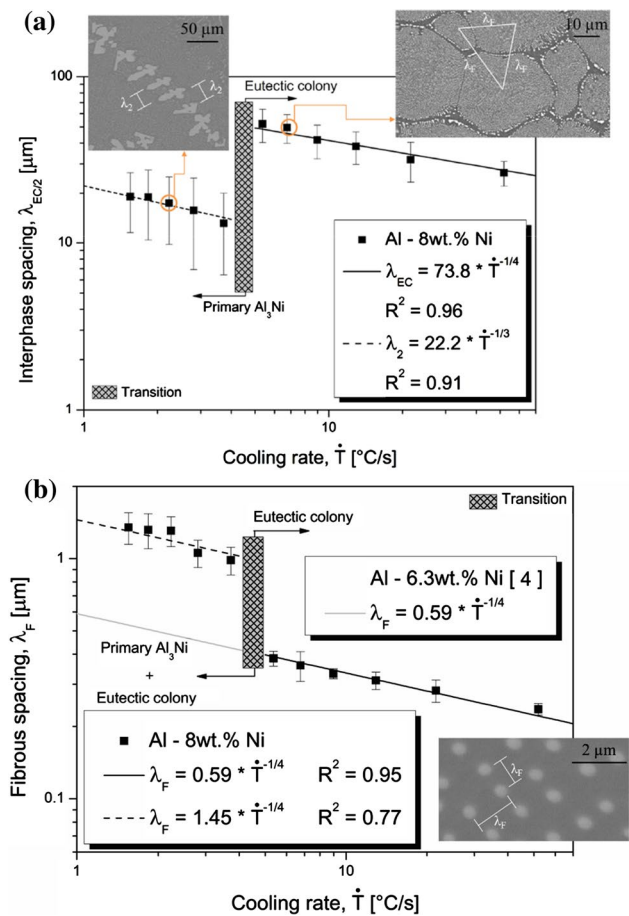 (a)
50 µm
λ2
λ2
10 µm
λF
λF
λF
Eutectic colony
100
10
1
Interphase spacing, λEC/2 [µm]
Primary Al3Ni
Al - 8wt.% Ni
λEC = 73.8 * Ṫ^-1/4
R² = 0.96
λ2 = 22.2 * Ṫ^-1/3
R² = 0.91
Transition
1
10
Cooling rate, Ṫ [°C/s]
(b)
Transition
Eutectic colony
Al - 6.3wt.% Ni [4]
λF = 0.59 * Ṫ^-1/4
1
0.1
Fibrous spacing, λF [µm]
Primary Al3Ni
+
Eutectic colony
Al - 8wt.% Ni
λF = 0.59 * Ṫ^-1/4 R² = 0.95
λF = 1.45 * Ṫ^-1/4 R² = 0.77
2 µm
λF
λF
1
10
Cooling rate, Ṫ [°C/s]